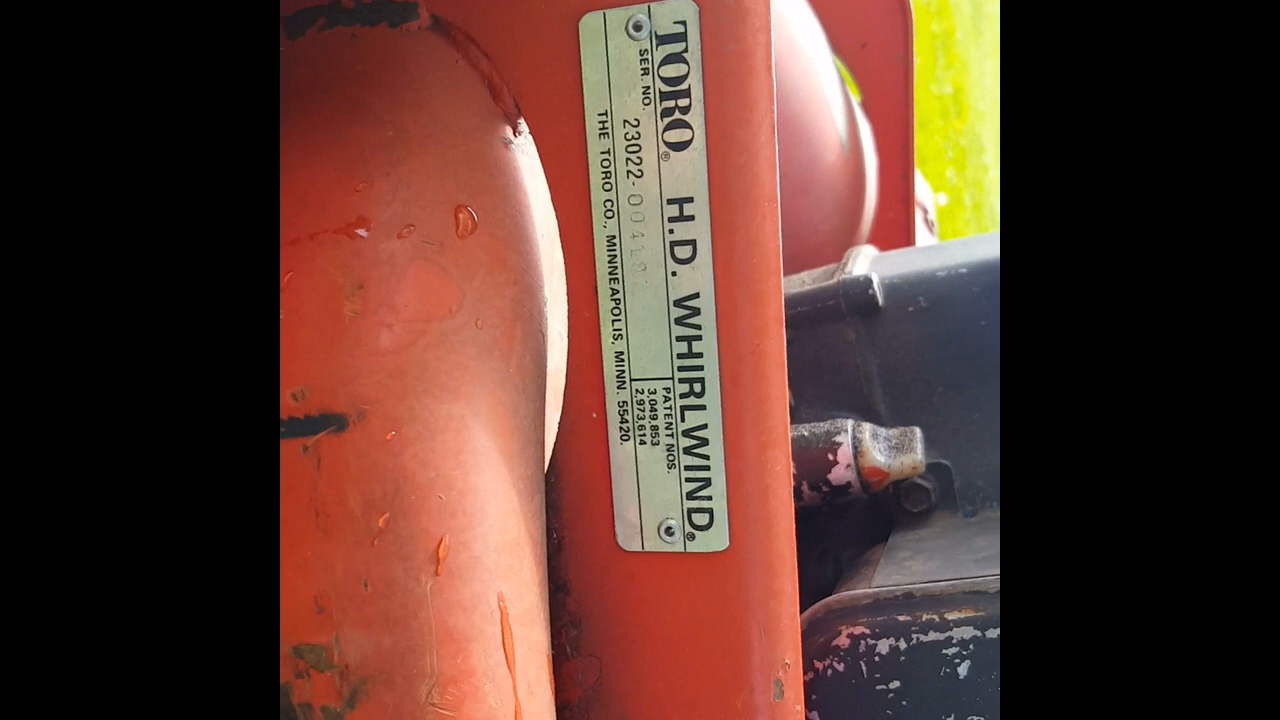 TORO® H.D. WHIRLWIND®
SER. NO. 23022-
PATENT NOS.
3,049,853
2,973,614
THE TORO CO., MINNEAPOLIS, MINN. 55420.